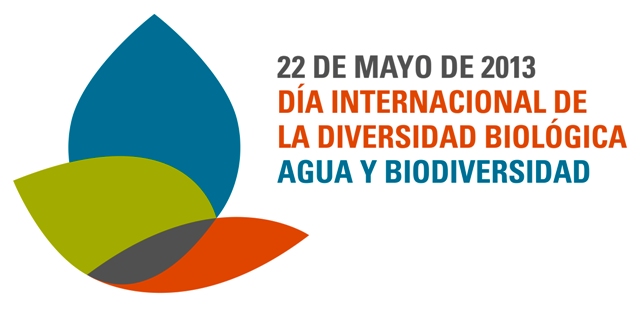 22 DE MAYO DE 2013
DÍA INTERNACIONAL DE
LA DIVERSIDAD BIOLÓGICA
AGUA Y BIODIVERSIDAD